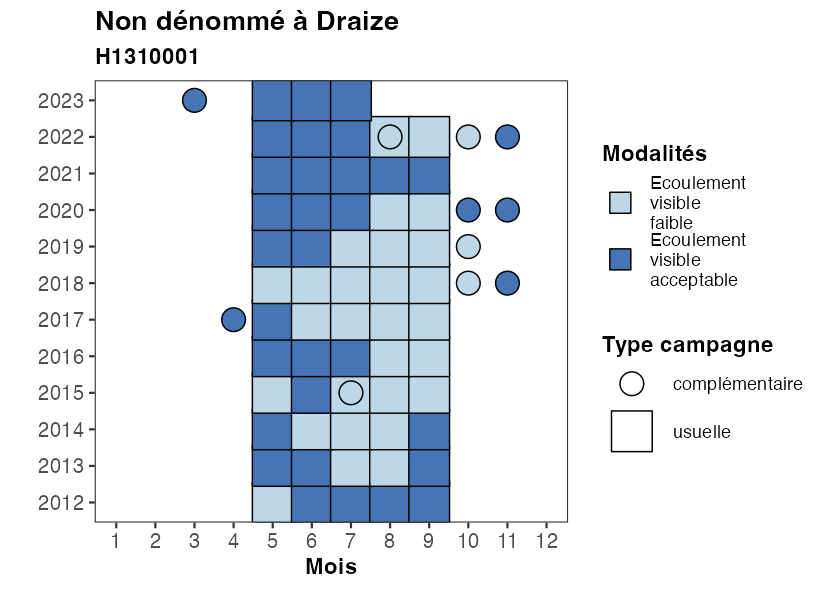 Non dénommé à Draize
H1310001
2023
2022
2021
2020
2019
2018
2017
2016
2015
2014
2013
2012
1 2 3 4 5 6 7 8 9 10 11 12
Mois
Modalités
Ecoulement
visible
faible
Ecoulement
visible
acceptable
Type campagne
complémentaire
usuelle